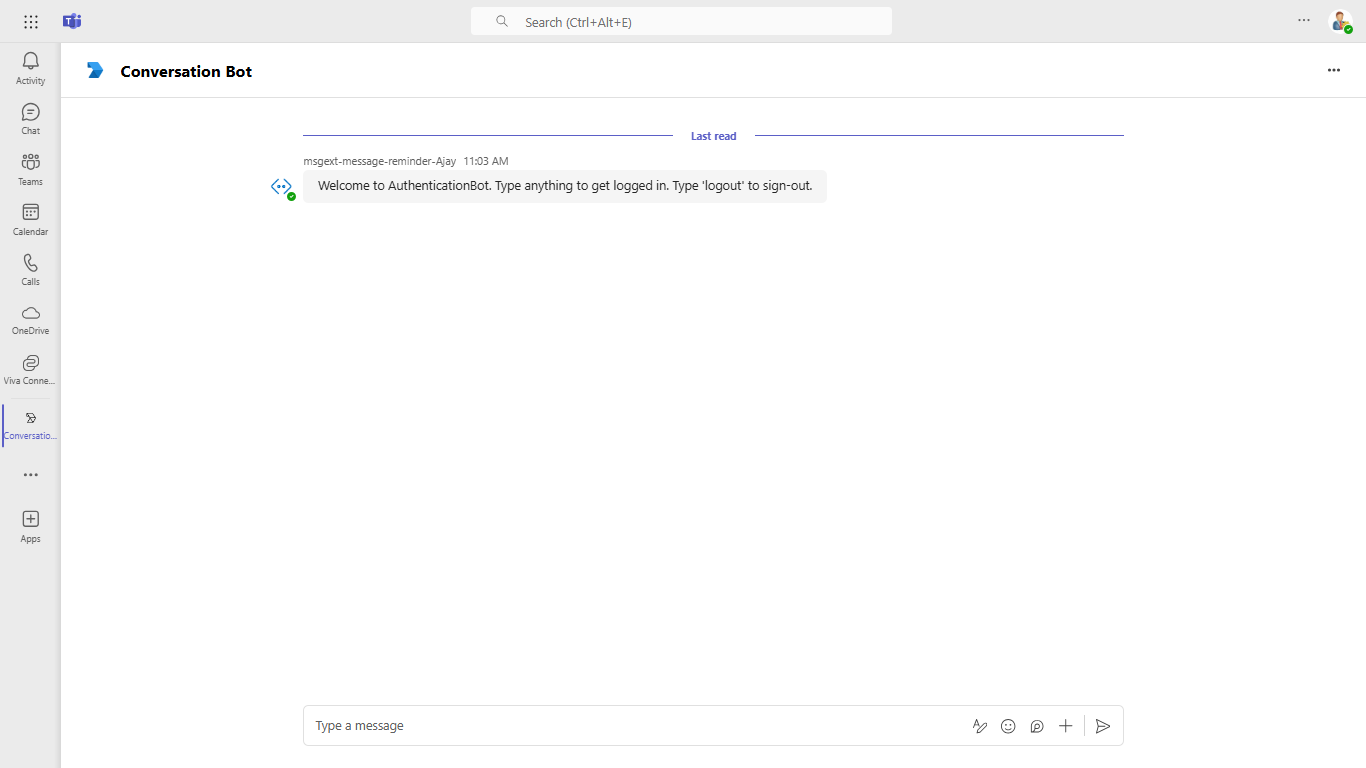 Search (Ctrl+Alt+E)
Activity
Chat
Teams
Calendar
Calls
OneDrive
Viva Conne...
Conversatio...
Apps
Conversation Bot
Last read
msgext-message-reminder-Ajay 11:03 AM
Welcome to AuthenticationBot. Type anything to get logged in. Type 'logout' to sign-out.
Type a message